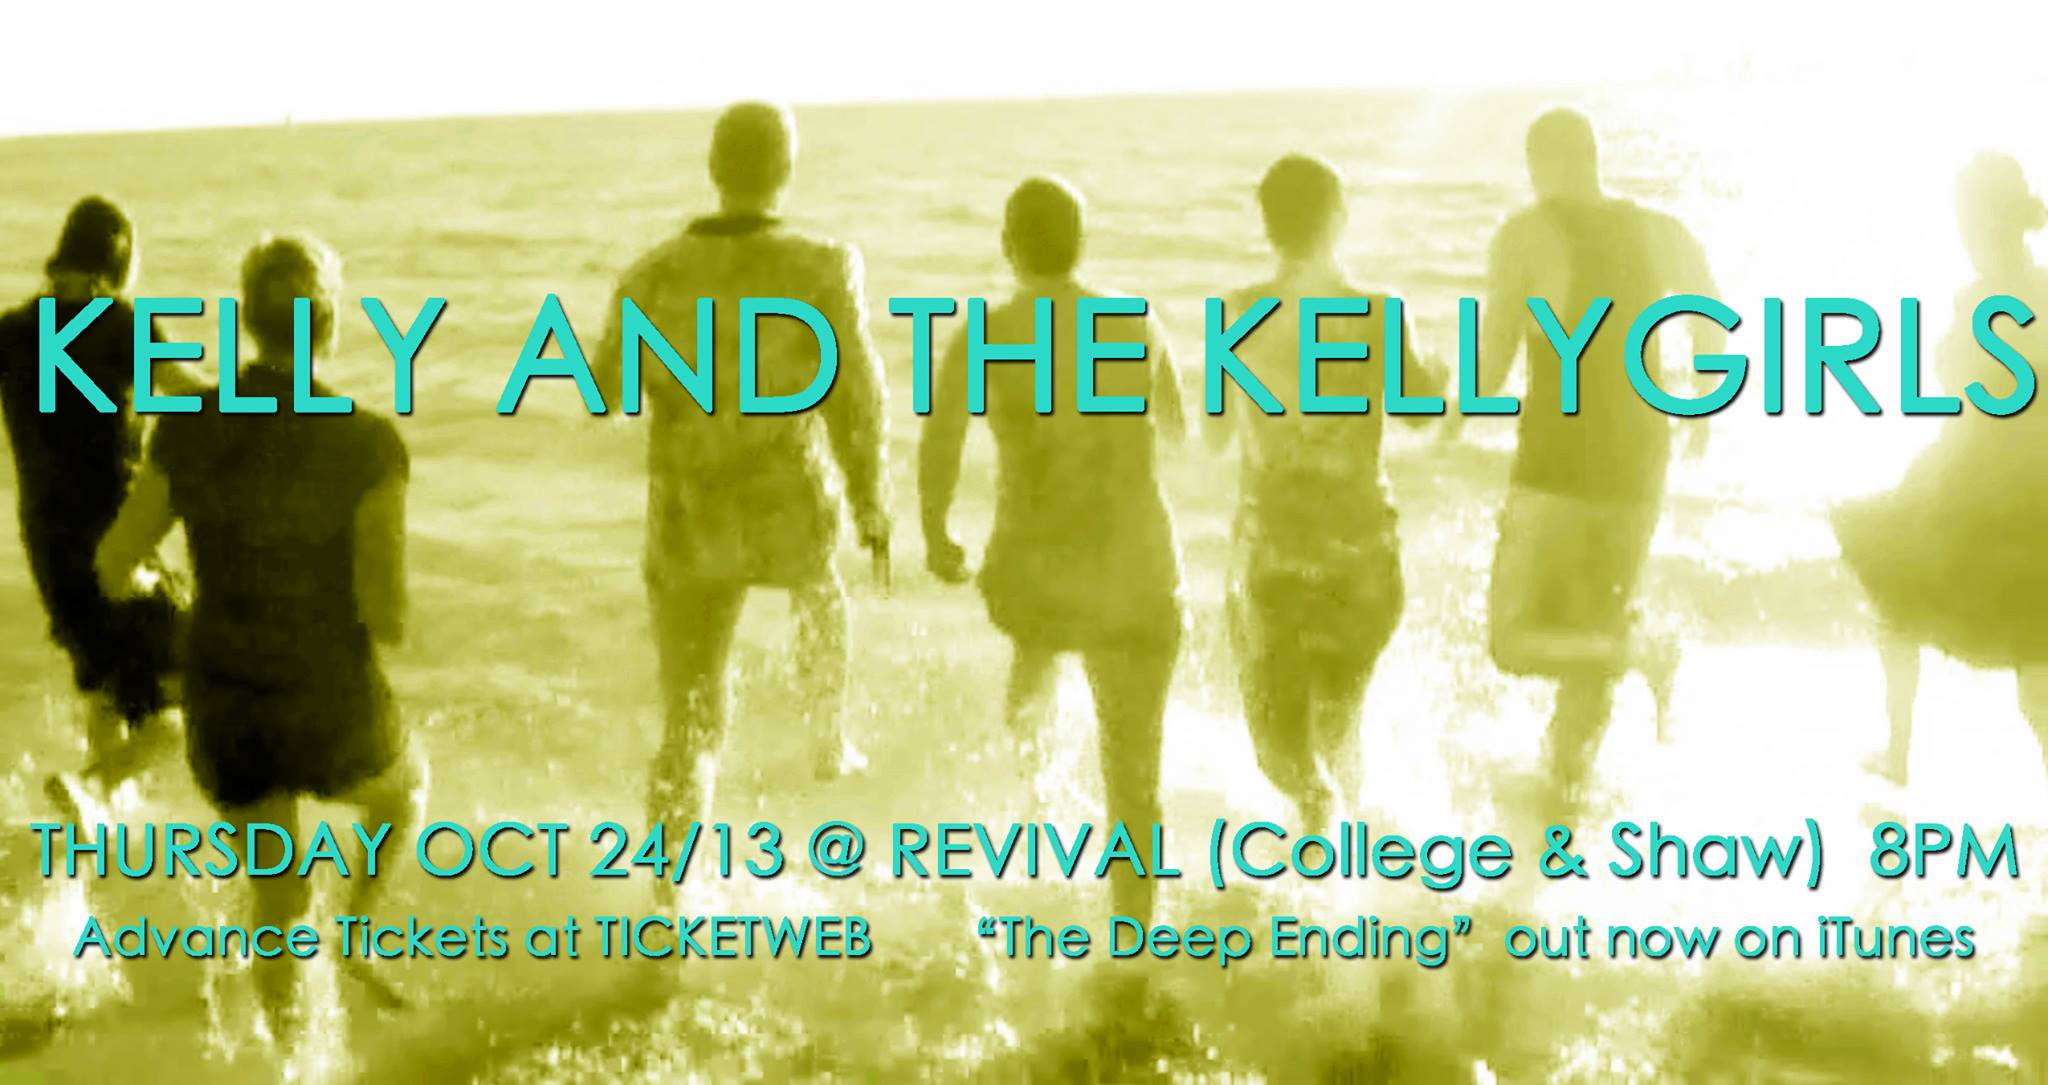 KELLY AND THE KELLYGIRLS
THURSDAY OCT 24/13 @ REVIVAL (College & Shaw) 8PM
Advance Tickets at TICKETWEB “The Deep Ending” out now on iTunes